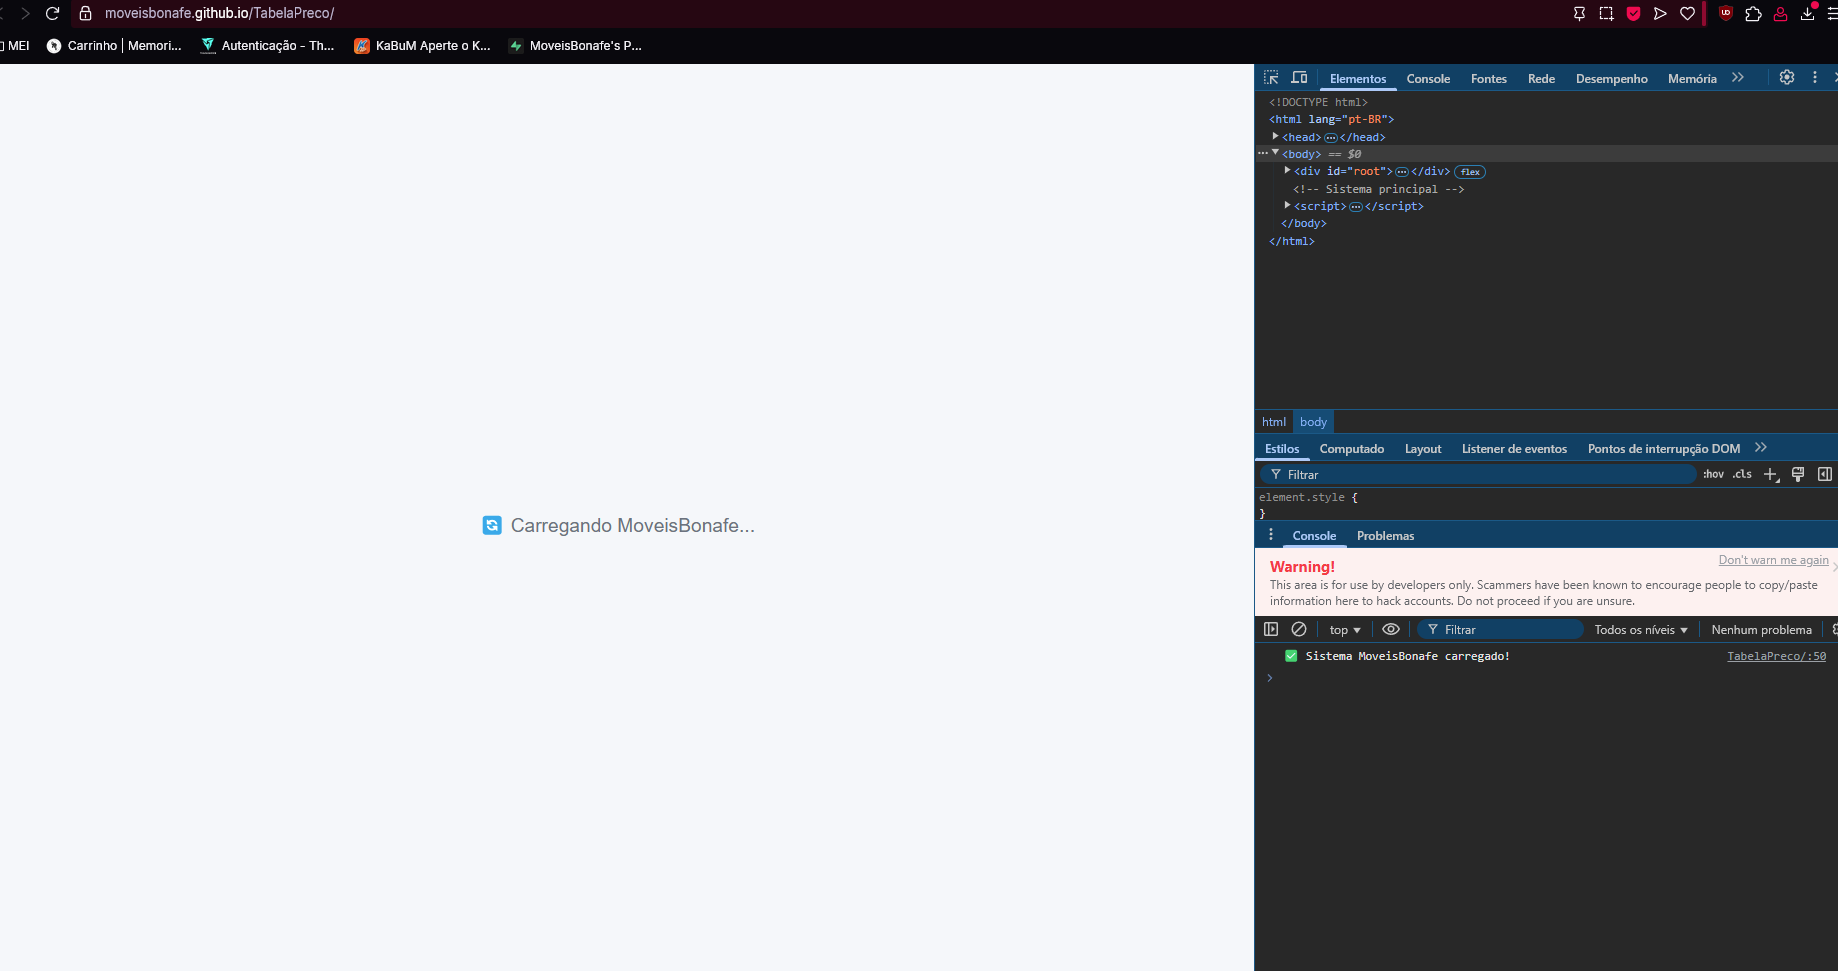 moveisbonafe.github.io/TabelaPreco/
MEI Carrinho | Memori... Autenticação - Th... KaBuM Aperte o K... MoveisBonafe's P...
Elementos Console Fontes Rede Desempenho Memória
<!DOCTYPE html>
<html lang="pt-BR">
<head>…</head>
<body> == $0
<div id="root">…</div> flex
<!-- Sistema principal -->
<script>…</script>
</body>
</html>
html body
Estilos Computado Layout Listener de eventos Pontos de interrupção DOM
Filtrar :hov .cls
element.style {
}
Console Problemas
Don't warn me again
Warning!
This area is for use by developers only. Scammers have been known to encourage people to copy/paste
information here to hack accounts. Do not proceed if you are unsure.
top Filtrar Todos os níveis Nenhum problema
Sistema MoveisBonafe carregado! TabelaPreco/:50
Carregando MoveisBonafe...